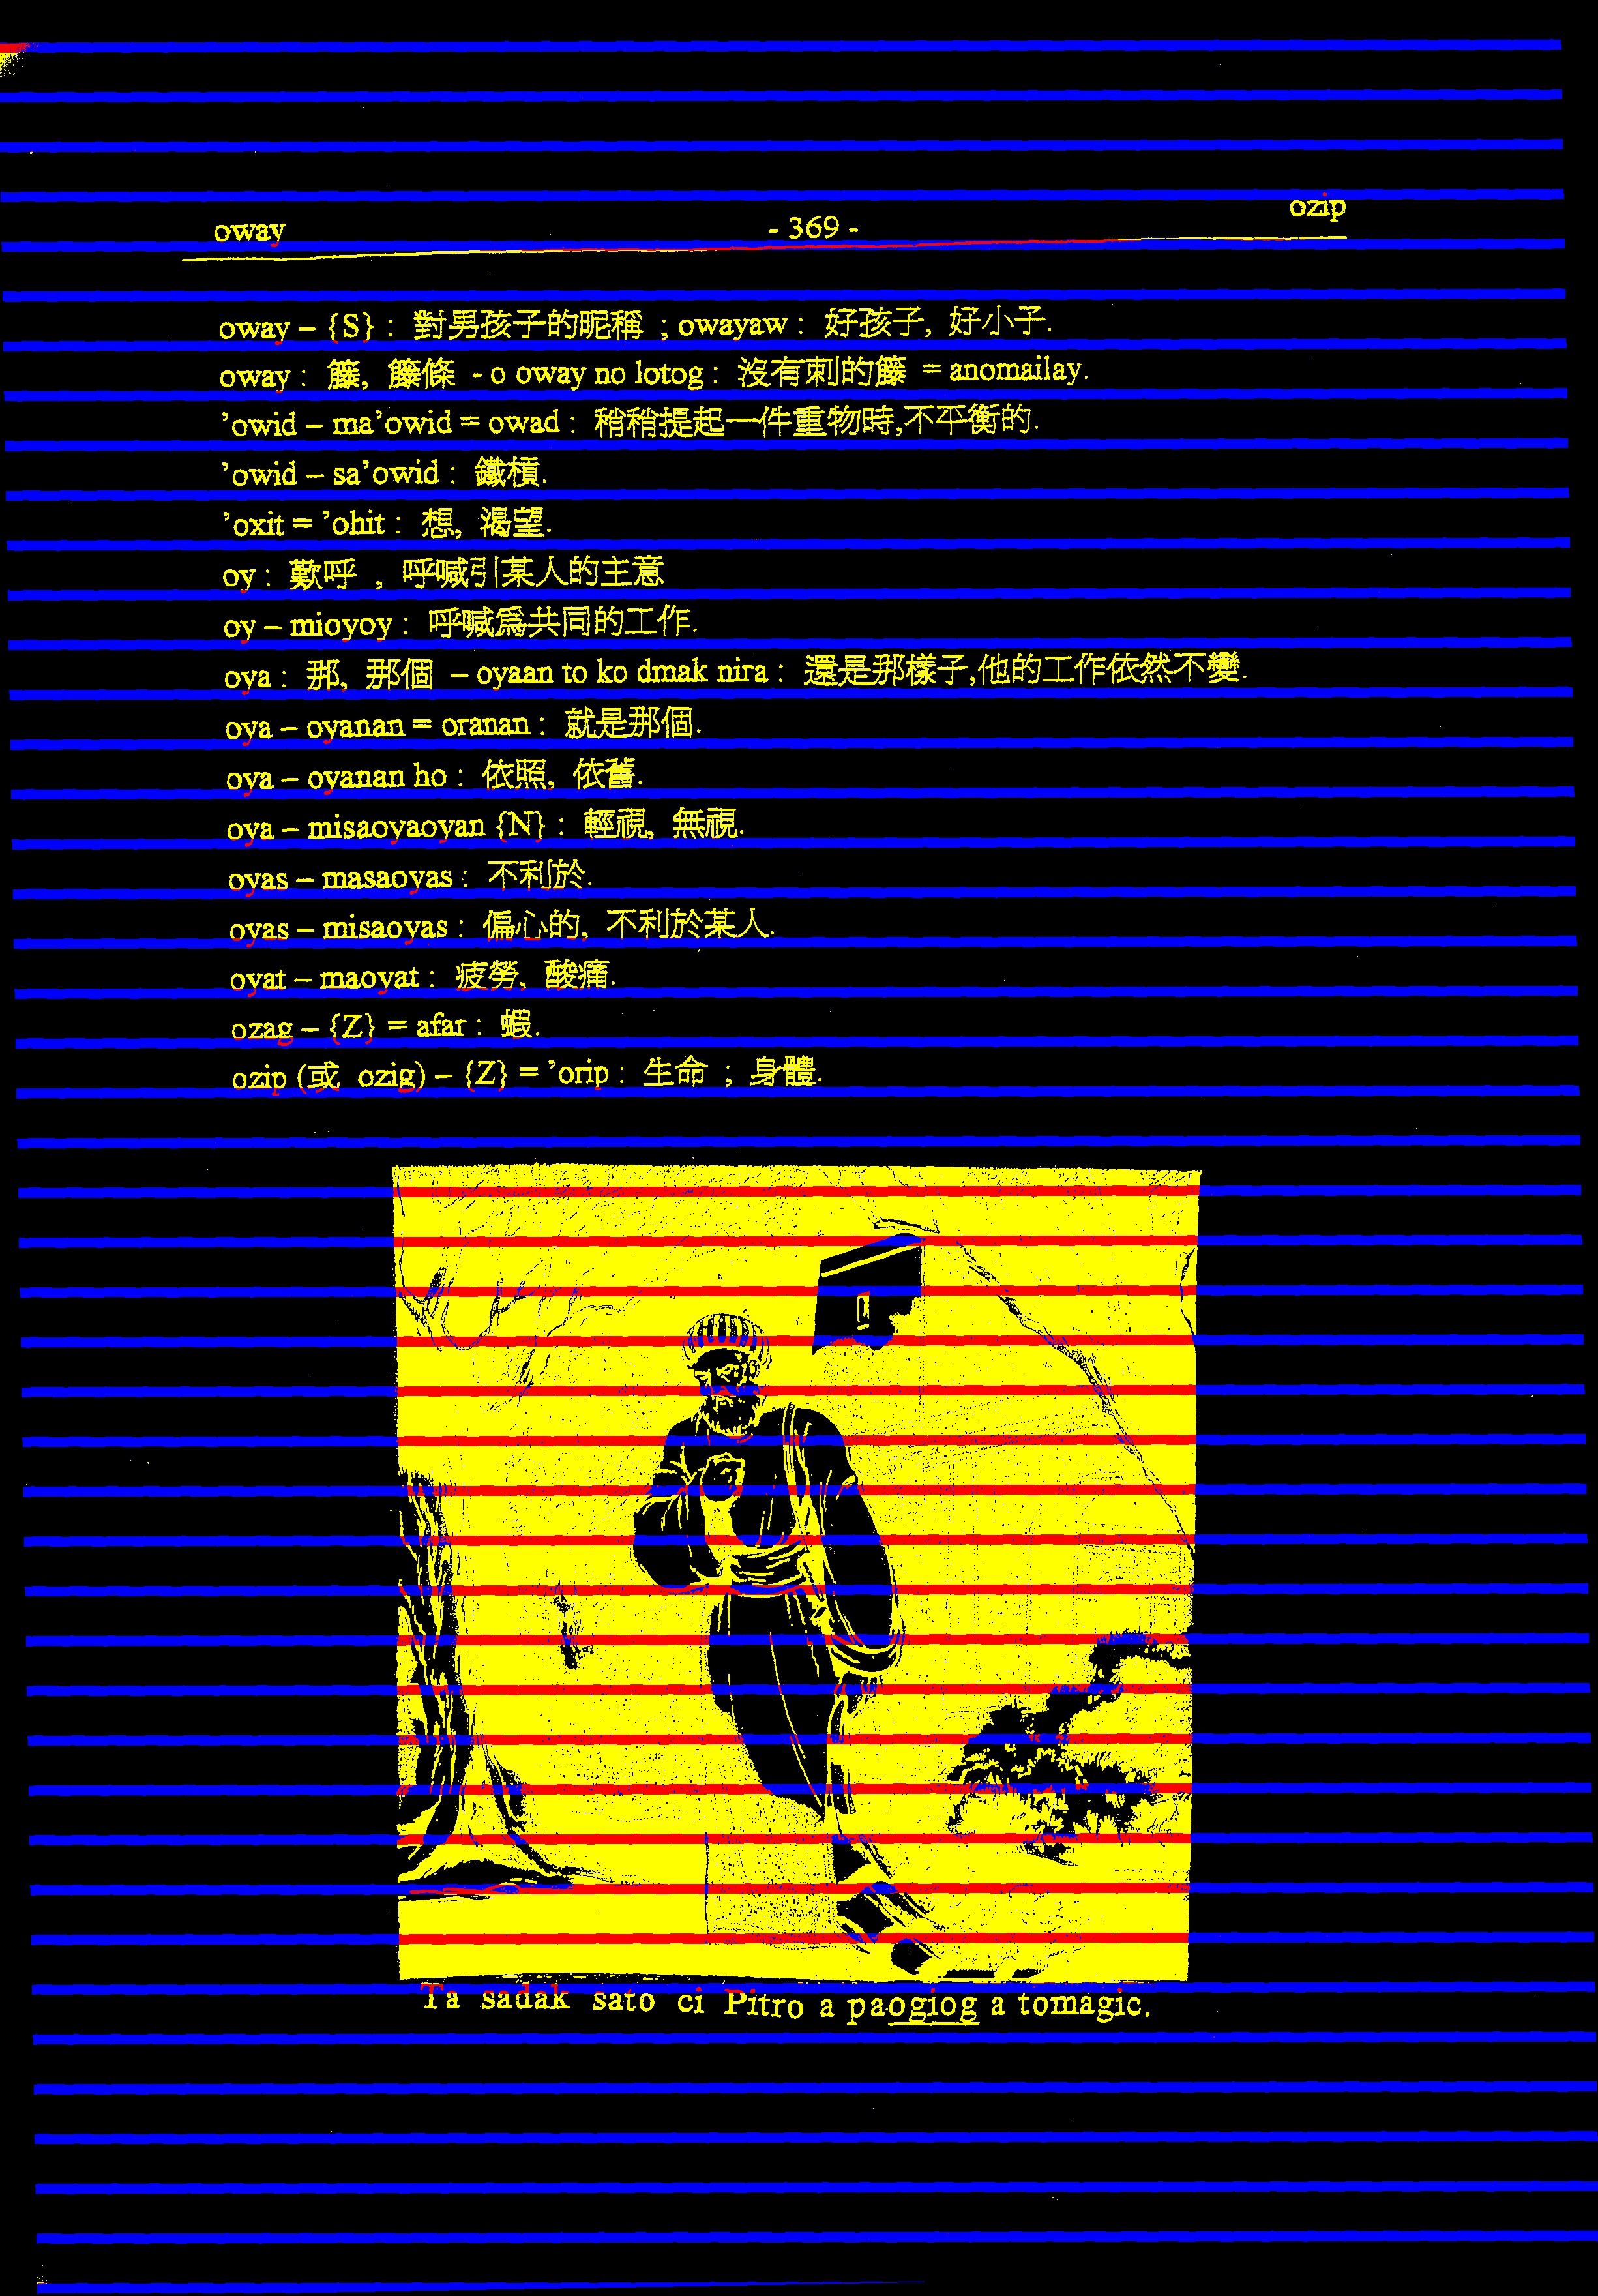 oway - 369 - ozip
oway – {S} : 對男孩子的昵稱 ; owayaw : 好孩子, 好小子.
oway : 籐, 籐條 - o oway no lotog : 沒有刺的籐 = anomailay.
’owid – ma’owid = owad : 稍稍提起一件重物時,不平衡的.
’owid – sa’owid : 鐵槓.
’oxit = ’ohit : 想, 渴望.
oy : 歎呼 , 呼喊引某人的主意
oy – mioyoy : 呼喊爲共同的工作.
oya : 那, 那個 – oyaan to ko dmak nira : 還是那樣子,他的工作依然不變.
oya – oyanan = oranan : 就是那個.
oya – oyanan ho : 依照, 依舊.
oya – misaoyaoyan {N} : 輕視, 無視.
oyas – masaoyas : 不利於.
oyas – misaoyas : 偏心的, 不利於某人.
oyat – maoyat : 疲勞, 酸痛.
ozag – {Z} = afar : 蝦.
ozip (或 ozig) – {Z} = ’orip : 生命 ; 身體.
Ta sadak sato ci Pitro a paogiog a tomagic.